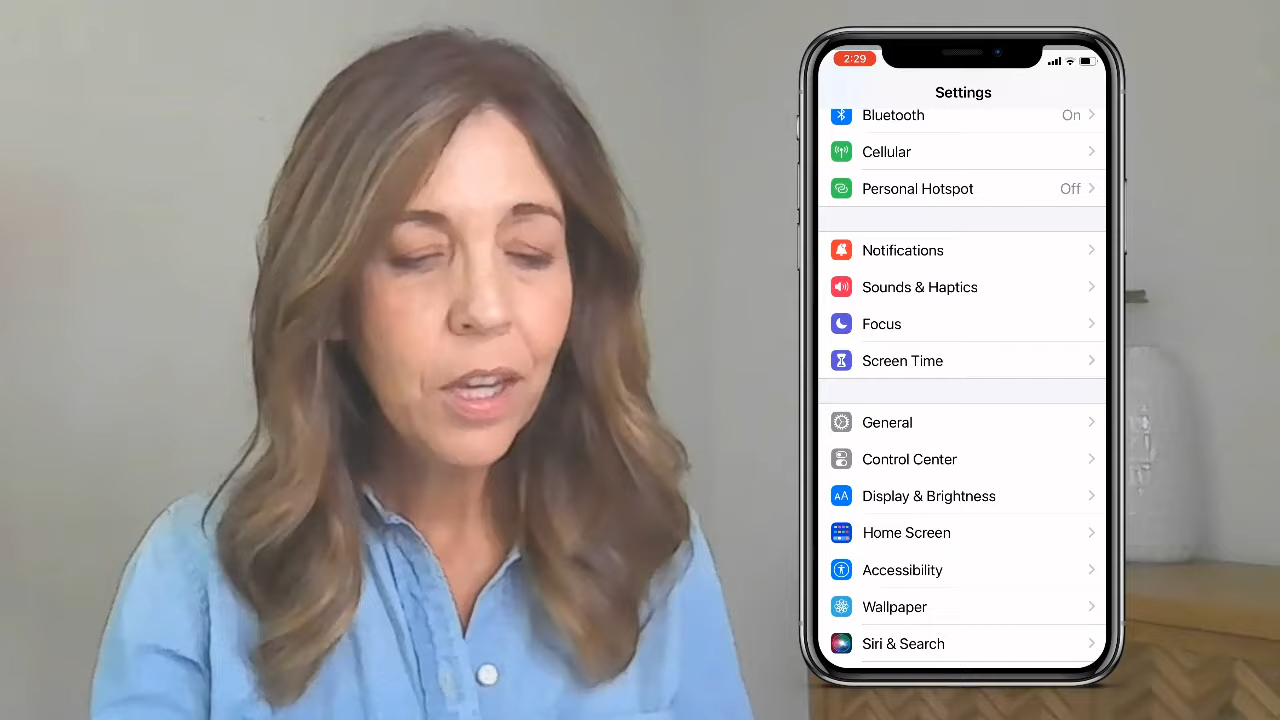 2:29
Settings
Bluetooth On
Cellular
Personal Hotspot Off
Notifications
Sounds & Haptics
Focus
Screen Time
General
Control Center
AA Display & Brightness
Home Screen
Accessibility
Wallpaper
Siri & Search